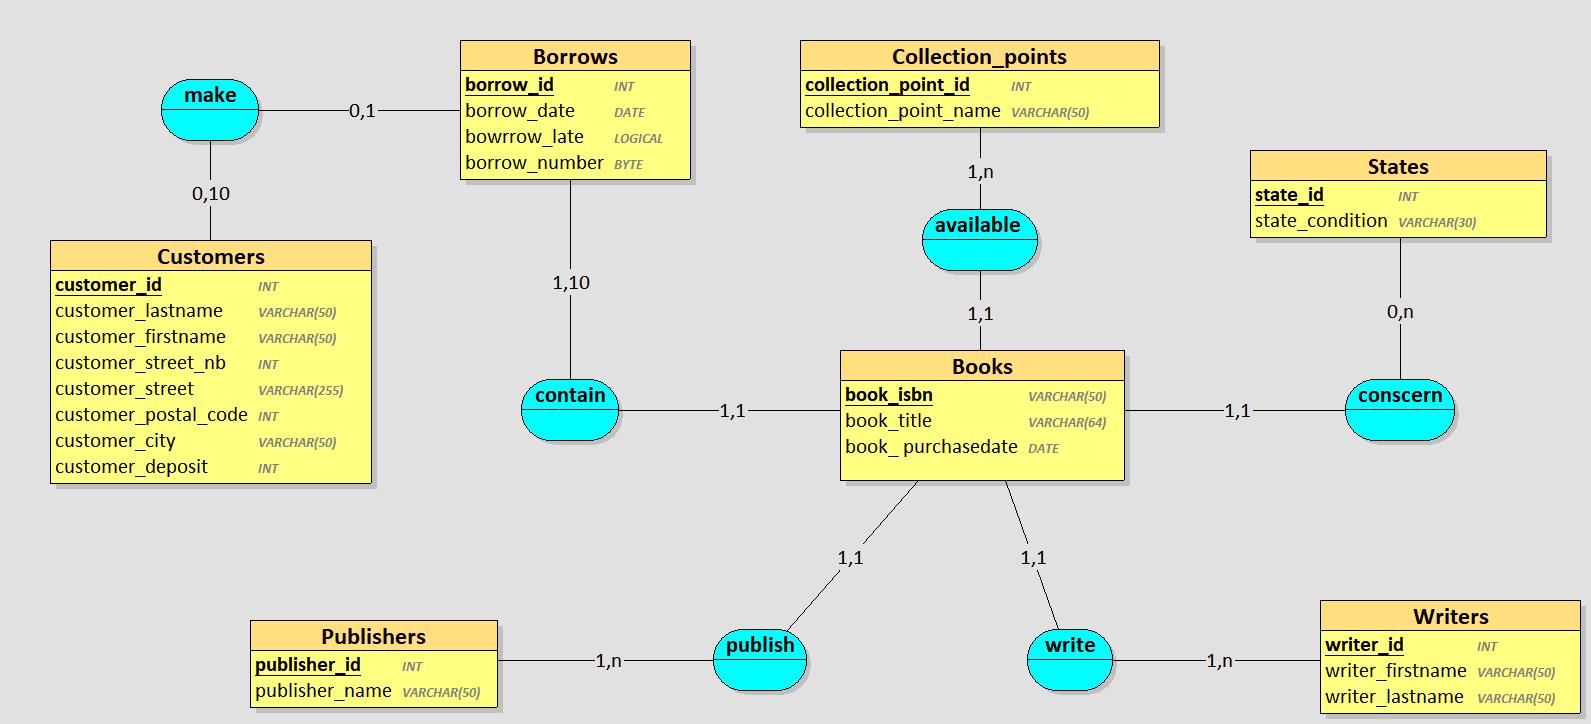 make
0,1
0,10
Borrows
borrow_id INT
borrow_date DATE
bowrrow_late LOGICAL
borrow_number BYTE
Collection_points
collection_point_id INT
collection_point_name VARCHAR(50)
1,n
available
1,1
States
state_id INT
state_condition VARCHAR(30)
0,n
Customers
customer_id INT
customer_lastname VARCHAR(50)
customer_firstname VARCHAR(50)
customer_street_nb INT
customer_street VARCHAR(255)
customer_postal_code INT
customer_city VARCHAR(50)
customer_deposit INT
1,10
contain
1,1
Books
book_isbn VARCHAR(50)
book_title VARCHAR(64)
book_ purchasedate DATE
1,1
conscern
1,1
1,1
Publishers
publisher_id INT
publisher_name VARCHAR(50)
1,n
publish
write
1,n
Writers
writer_id INT
writer_firstname VARCHAR(50)
writer_lastname VARCHAR(50)